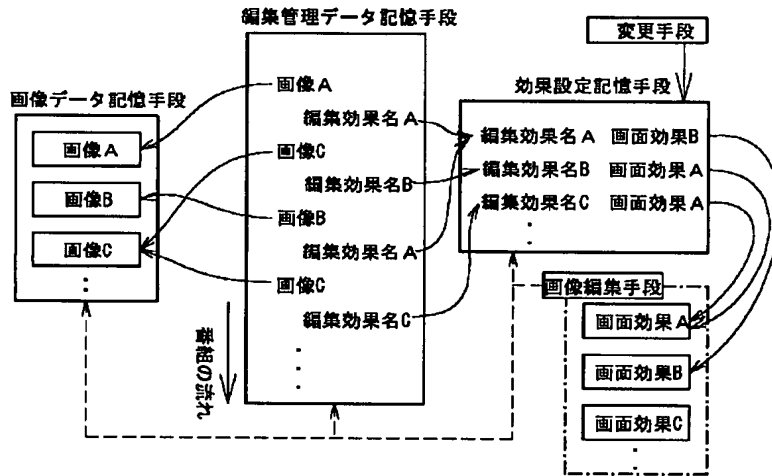 編集管理データ記憶手段
変更手段
画像データ記憶手段
効果設定記憶手段
画像A
画像B
画像C
画像A
編集効果名A
画像C
編集効果名B
画像B
編集効果名A
画像C
編集効果名C
番組の流れ
編集効果名A 画面効果B
編集効果名B 画面効果A
編集効果名C 画面効果A
画像編集手段
画面効果A
画面効果B
画面効果C